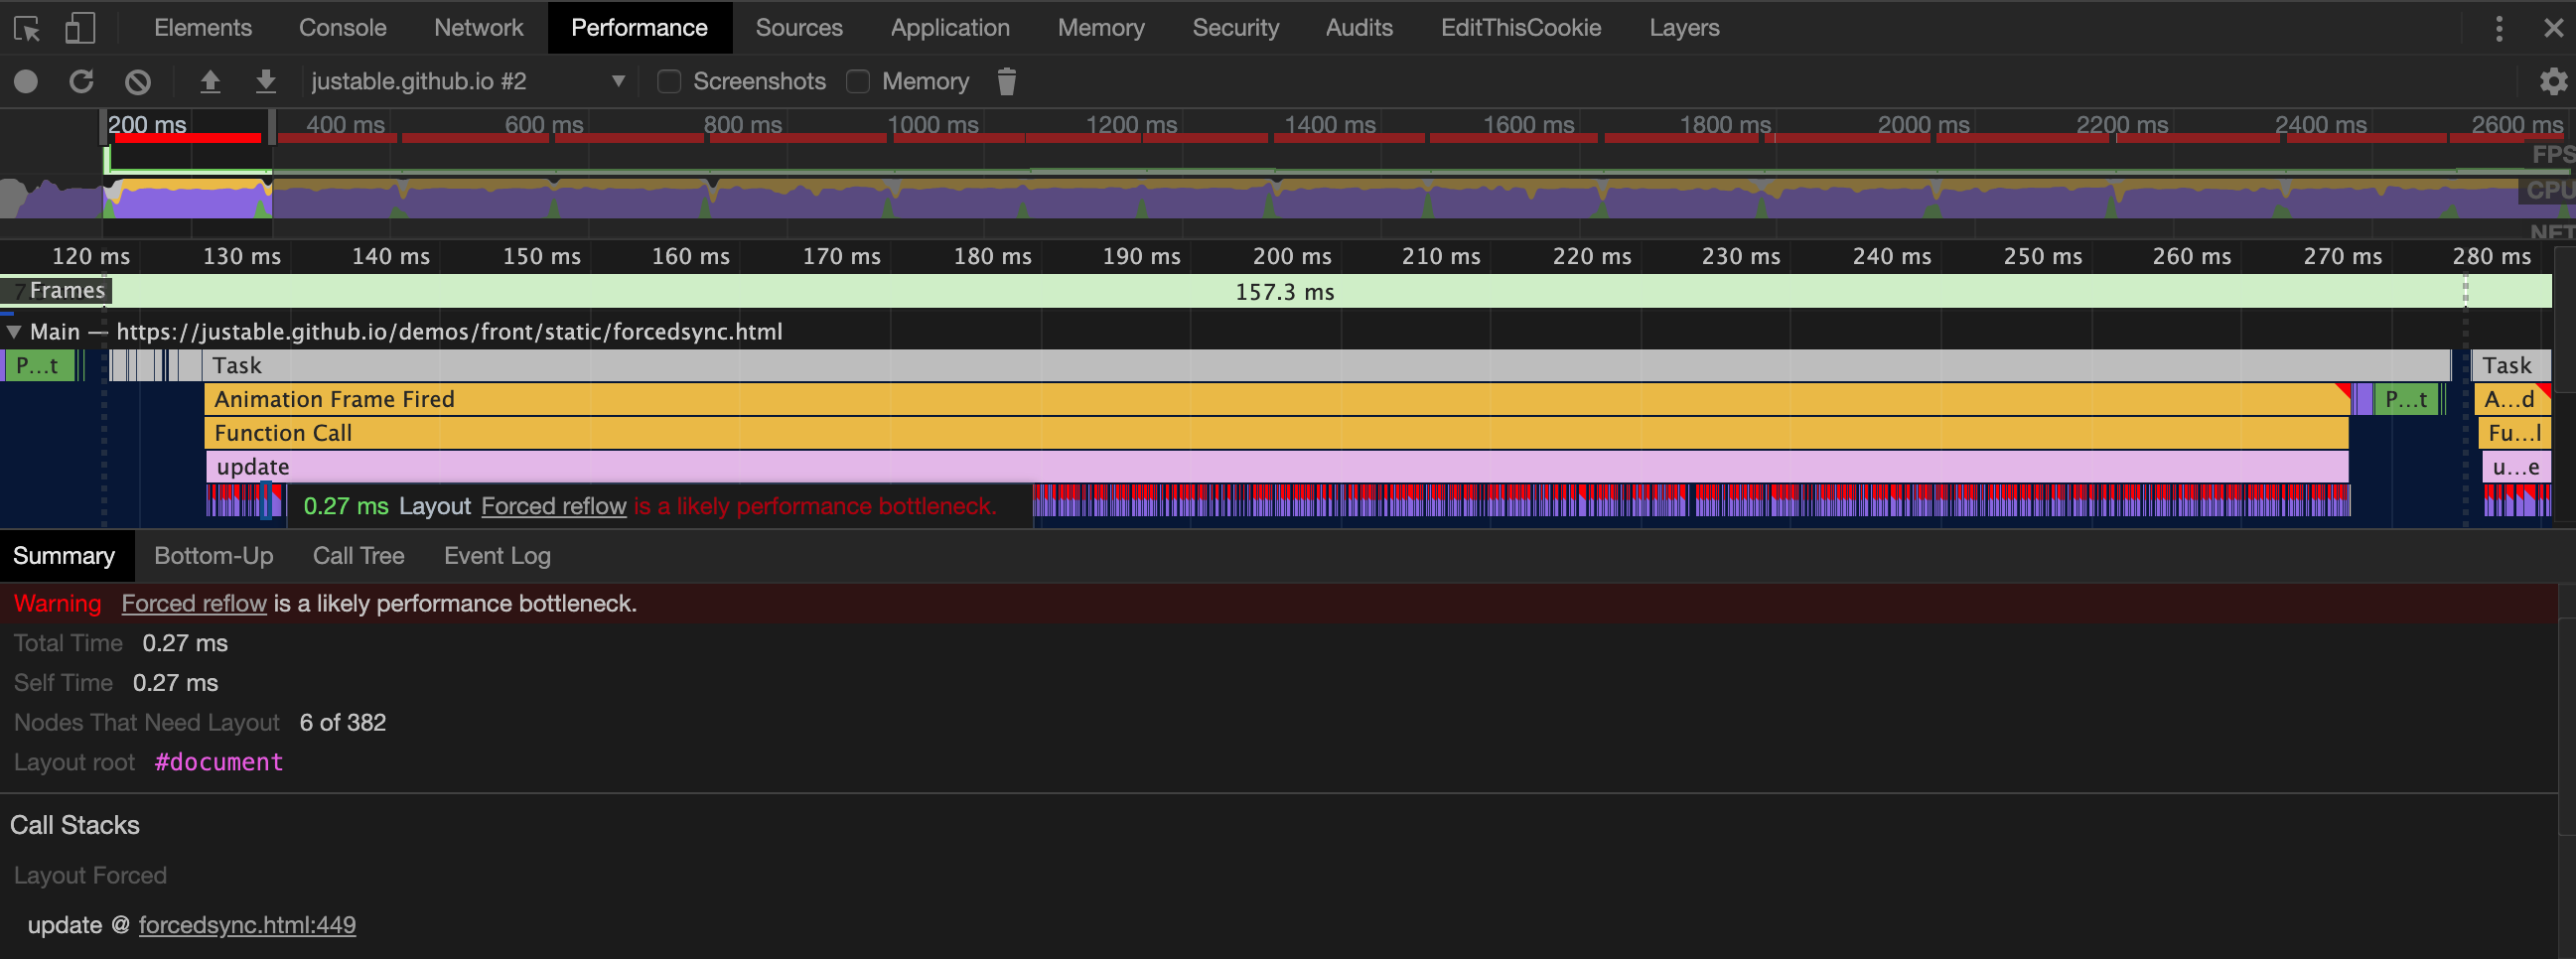 Elements Console Network Performance Sources Application Memory Security Audits EditThisCookie Layers
justable.github.io #2 Screenshots Memory
200 ms 400 ms 600 ms 800 ms 1000 ms 1200 ms 1400 ms 1600 ms 1800 ms 2000 ms 2200 ms 2400 ms 2600 ms
FPS
CPU
NET
120 ms 130 ms 140 ms 150 ms 160 ms 170 ms 180 ms 190 ms 200 ms 210 ms 220 ms 230 ms 240 ms 250 ms 260 ms 270 ms 280 ms
Frames 157.3 ms
Main — https://justable.github.io/demos/front/static/forcedsync.html
P…t Task Task
Animation Frame Fired P…t A…d
Function Call Fu…l
update u…e
0.27 ms Layout Forced reflow is a likely performance bottleneck.
Summary Bottom-Up Call Tree Event Log
Warning Forced reflow is a likely performance bottleneck.
Total Time 0.27 ms
Self Time 0.27 ms
Nodes That Need Layout 6 of 382
Layout root #document
Call Stacks
Layout Forced
update @ forcedsync.html:449